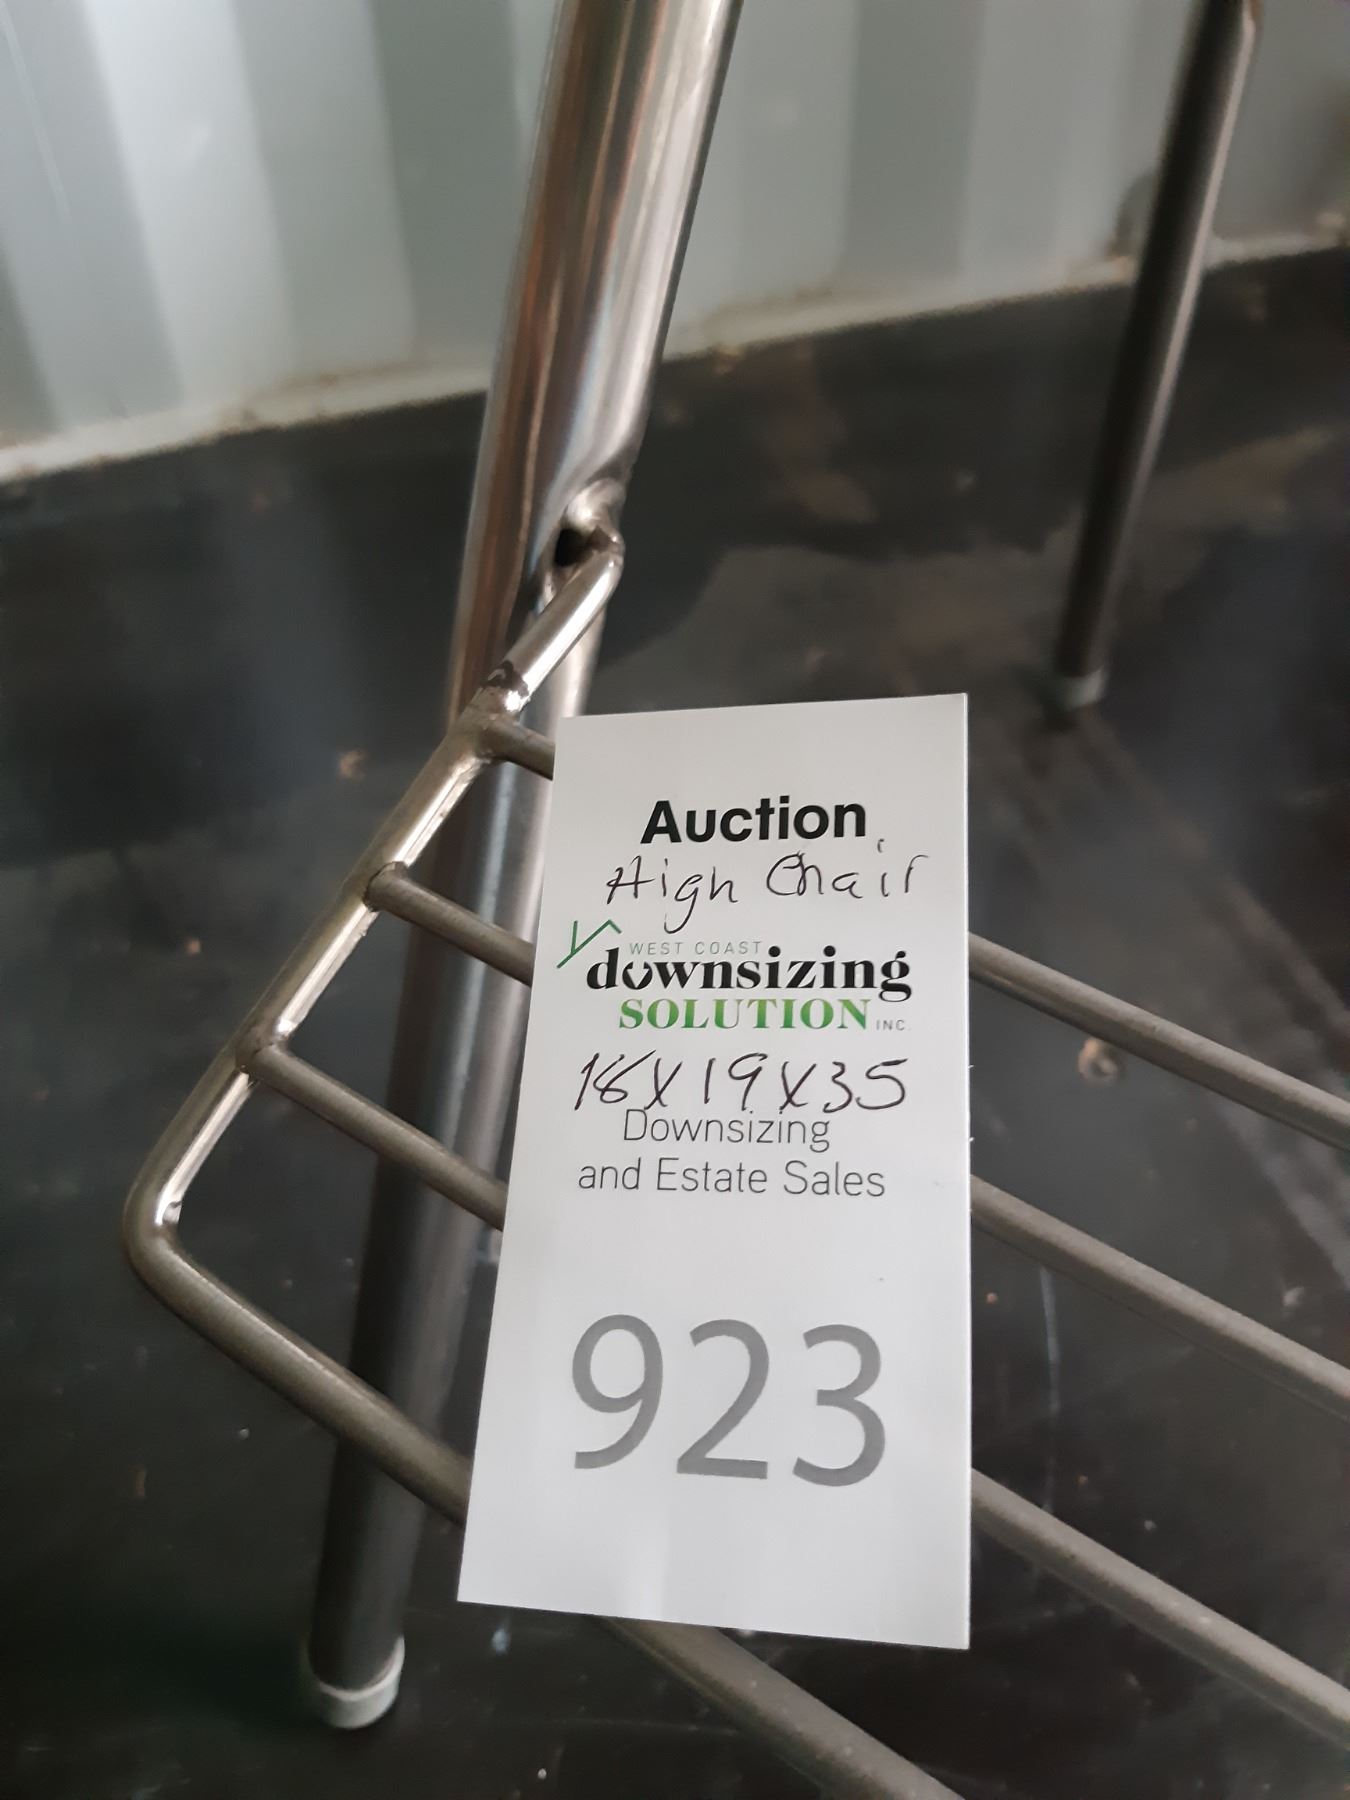 Auction
High Chair
WEST COAST
downsizing
SOLUTION INC.
18X19X35
Downsizing
and Estate Sales
923